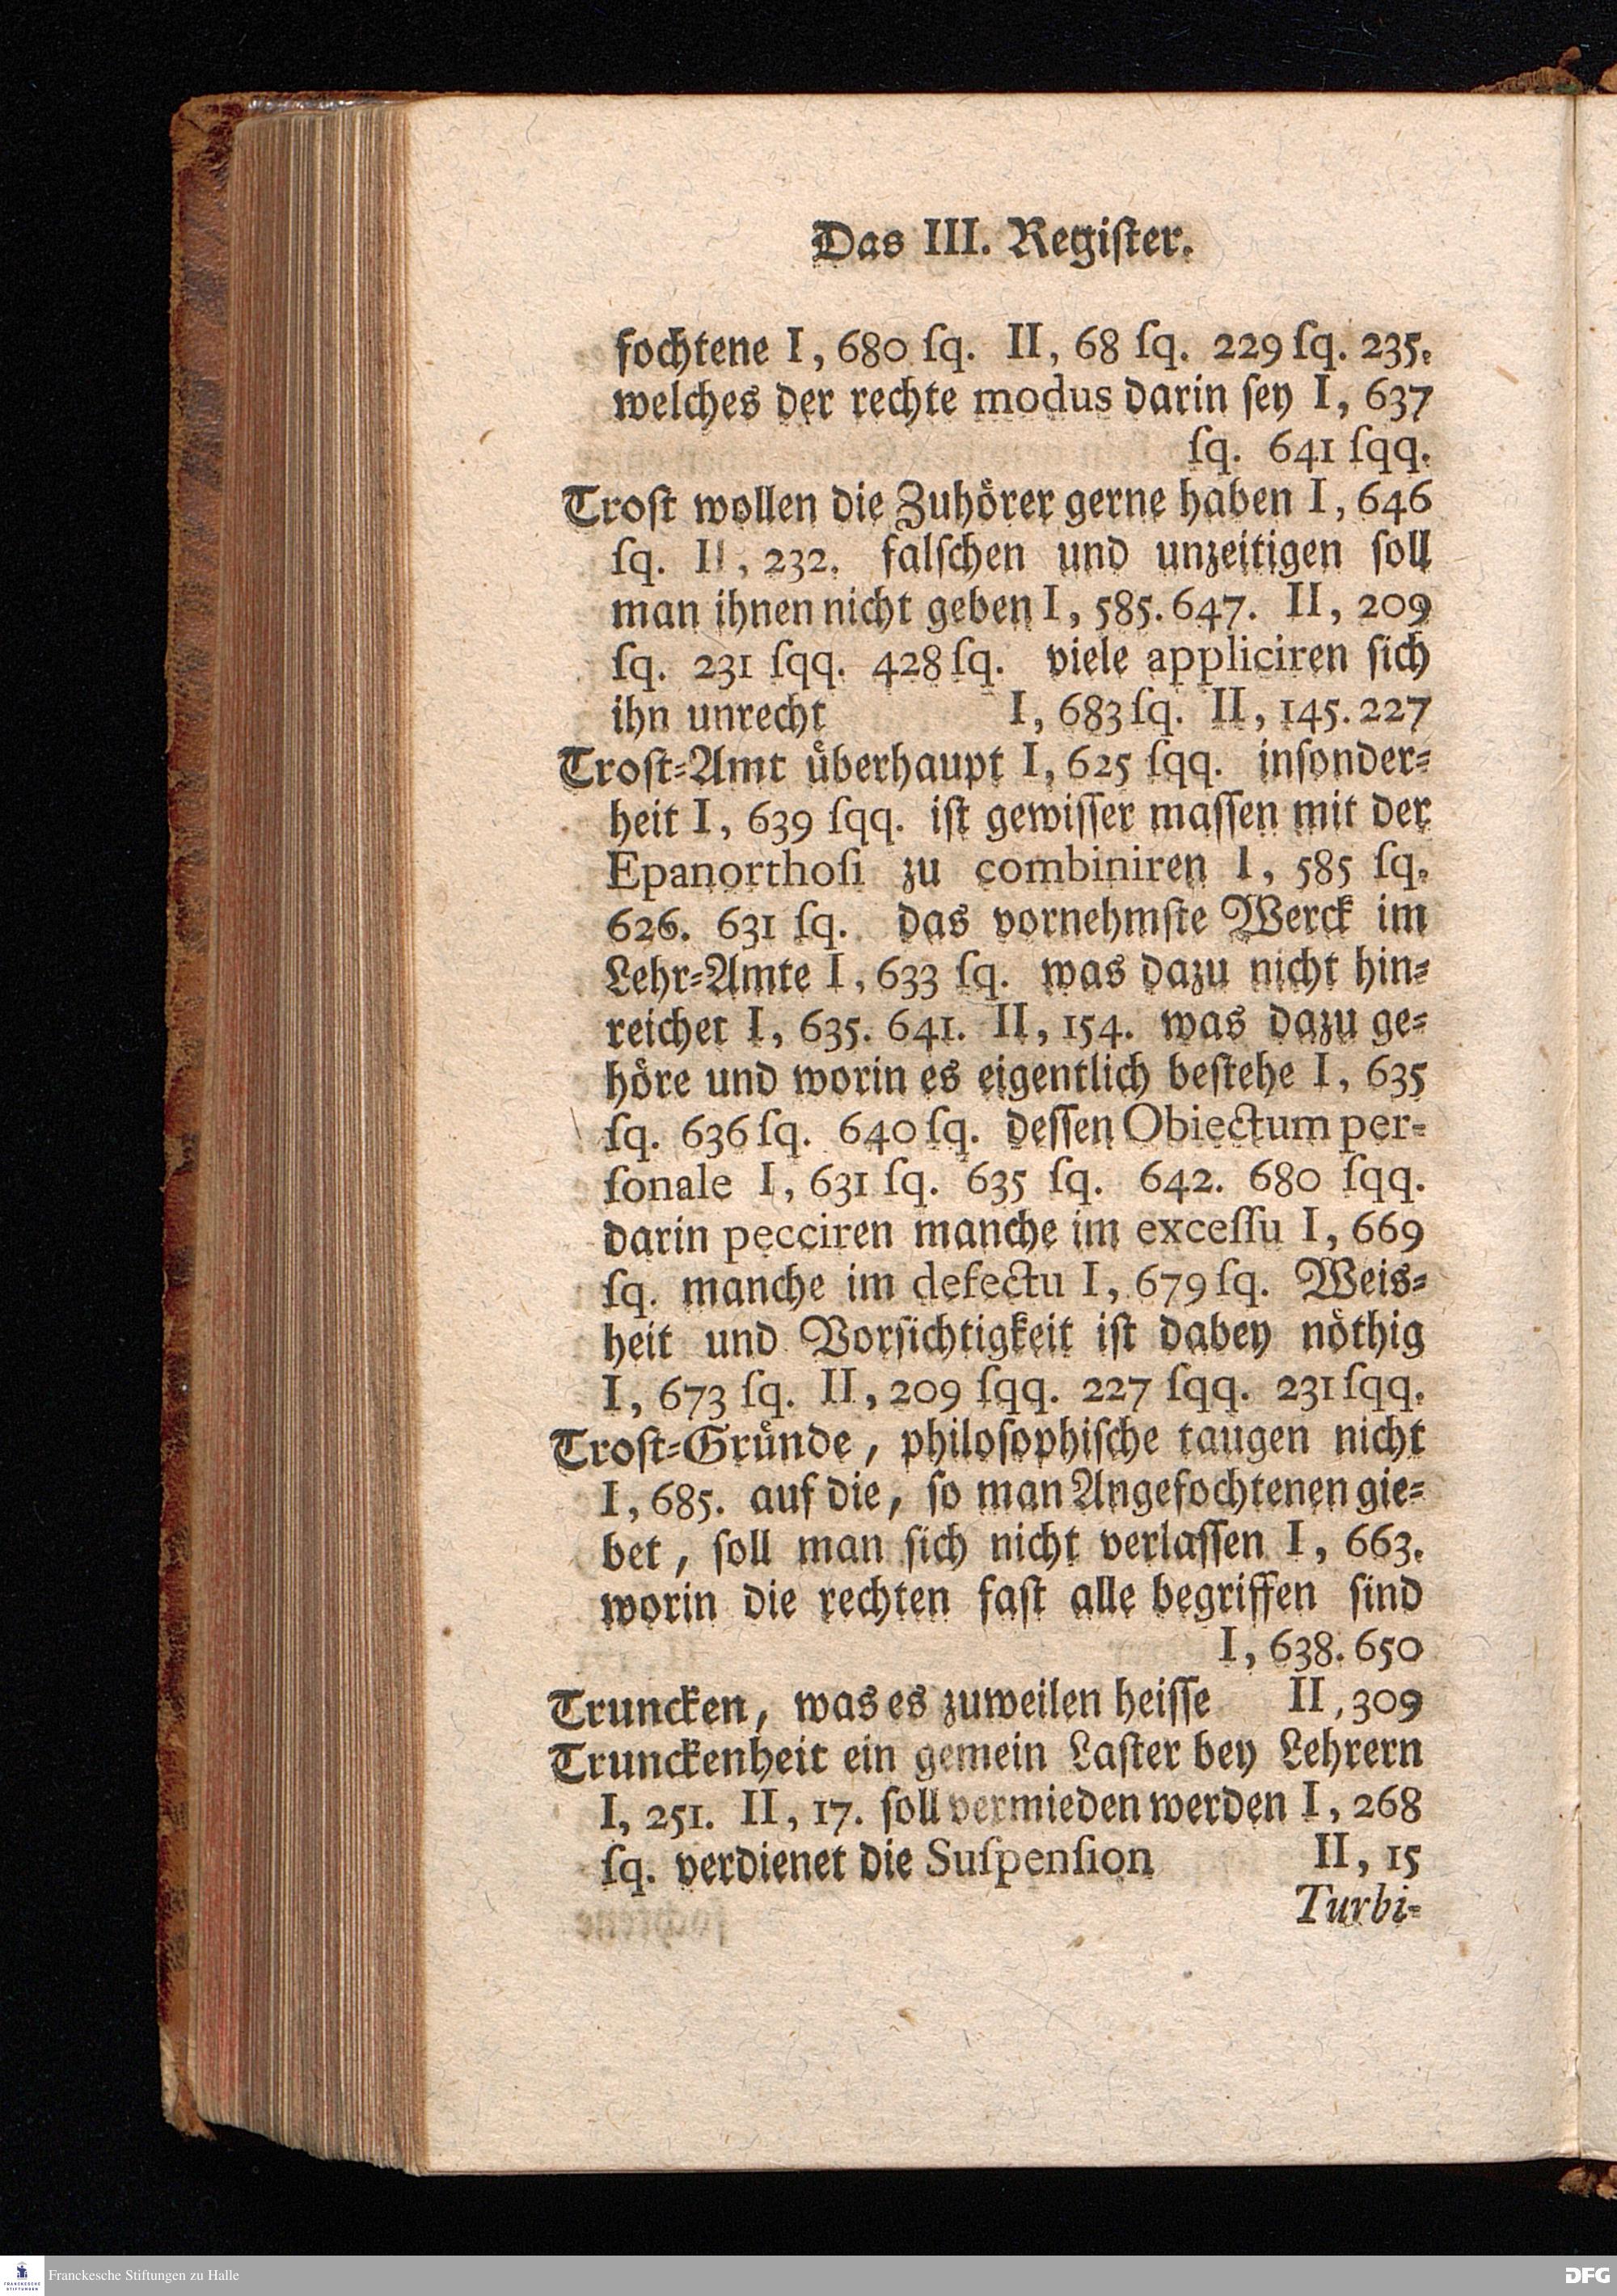 Das III. Regiſter.
fochtene I, 680 ſq. II, 68 ſq. 229 ſq. 235.
welches der rechte modus darin ſey I, 637
ſq. 641 ſqq.
Troſt wollen die Zuhoͤrer gerne haben I, 646
ſq. II, 232. falſchen und unzeitigen ſoll
man ihnen nicht geben I, 585. 647. II, 209
ſq. 231 ſqq. 428 ſq. viele appliciren ſich
ihn unrecht I, 683 ſq. II, 145. 227
Troſt-Amt uͤberhaupt I, 625 ſqq. inſonder-
heit I, 639 ſqq. iſt gewiſſer maſſen mit der
Epanorthoſi zu combiniren I, 585 ſq.
626. 631 ſq. das vornehmſte Werck im
Lehr-Amte I, 633 ſq. was dazu nicht hin-
reichet I, 635. 641. II, 154. was dazu ge-
hoͤre und worin es eigentlich beſtehe I, 635
ſq. 636 ſq. 640 ſq. deſſen Obiectum per-
ſonale I, 631 ſq. 635 ſq. 642. 680 ſqq.
darin pecciren manche im exceſſu I, 669
ſq. manche im defectu I, 679 ſq. Weis-
heit und Vorſichtigkeit iſt dabey noͤthig
I, 673 ſq. II, 209 ſqq. 227 ſqq. 231 ſqq.
Troſt-Gruͤnde, philoſophiſche taugen nicht
I, 685. auf die, ſo man Angefochtenen gie-
bet, ſoll man ſich nicht verlaſſen I, 663.
worin die rechten faſt alle begriffen ſind
I, 638. 650
Truncken, was es zuweilen heiſſe II, 309
Trunckenheit ein gemein Laſter bey Lehrern
I, 251. II, 17. ſoll vermieden werden I, 268
ſq. verdienet die Suſpenſion II, 15
Turbi-
Franckesche Stiftungen zu Halle
DFG